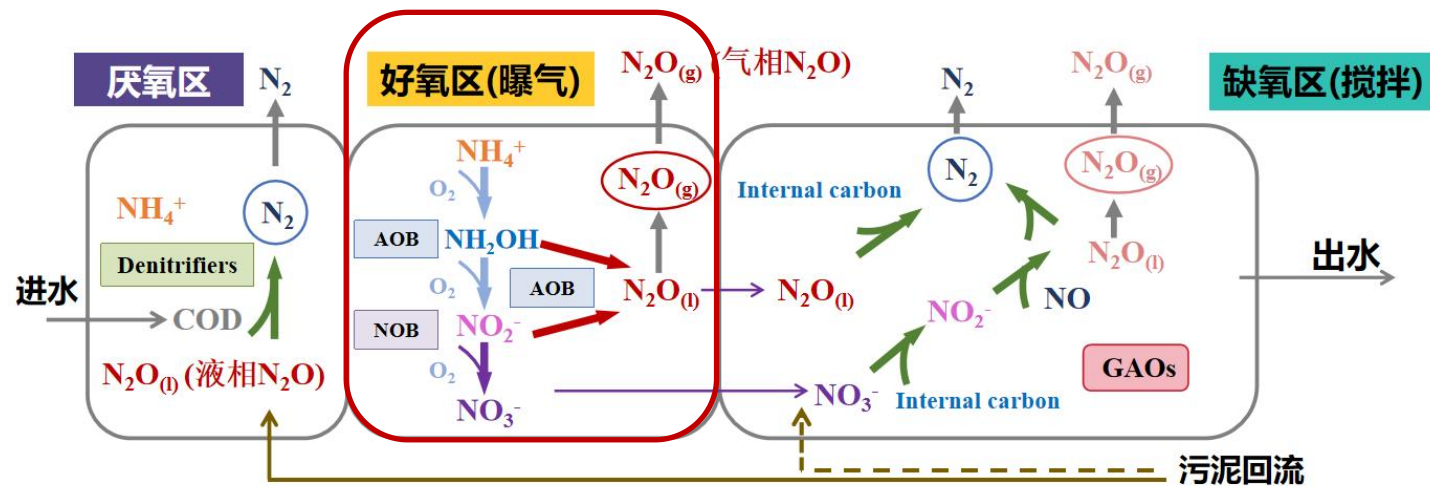 厌氧区
N₂
NH₄⁺
N₂
Denitrifiers
进水
COD
N₂O₍ₗ₎ (液相N₂O)
好氧区(曝气)
N₂O₍g₎ (气相N₂O)
NH₄⁺
O₂
N₂O₍g₎
AOB
NH₂OH
O₂
AOB
N₂O₍ₗ₎
NOB
NO₂⁻
O₂
NO₃⁻
缺氧区(搅拌)
N₂
N₂O₍g₎
Internal carbon
N₂
N₂O₍g₎
N₂O₍ₗ₎
N₂O₍ₗ₎
NO₂⁻
NO
GAOs
NO₃⁻
Internal carbon
出水
污泥回流